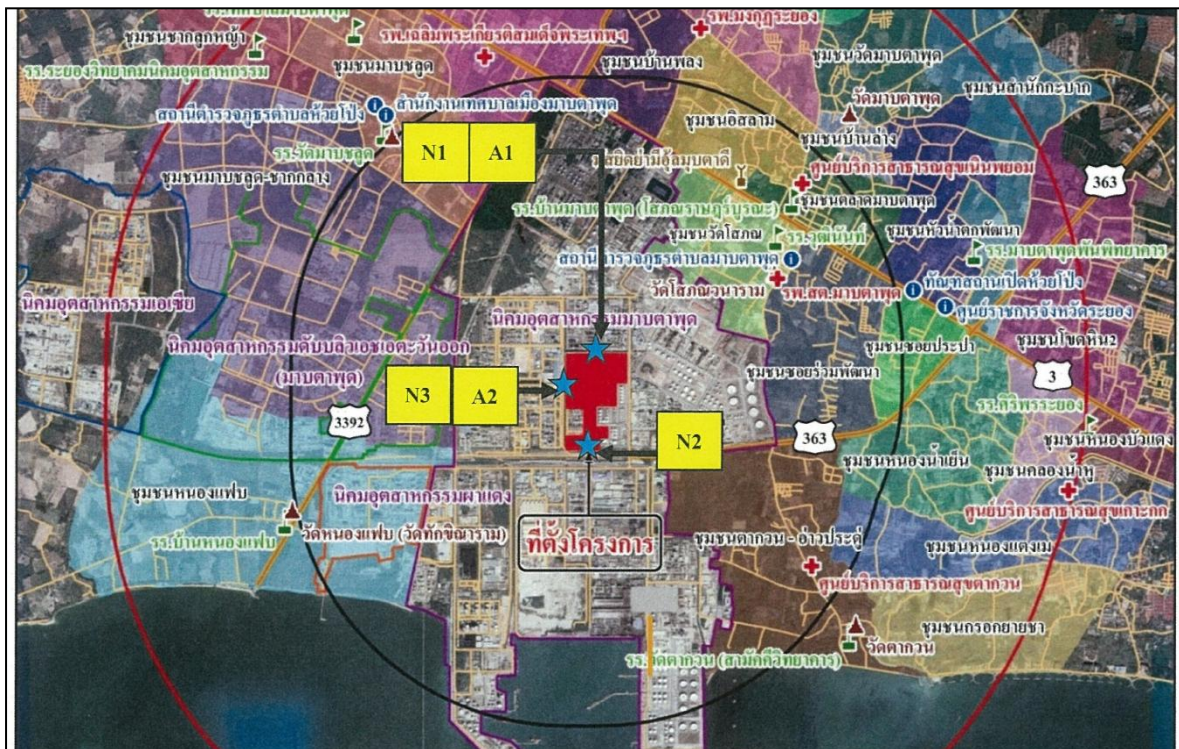 รพ.มงกุฎระยอง
ชุมชนชากลูกหญ้า
รพ.เฉลิมพระเกียรติสมเด็จพระเทพฯ
ชุมชนมาบชลูด
ชุมชนบ้านพลง
ชุมชนวัดมาบตาพุด
รร.ระยองวิทยาคมนิคมอุตสาหกรรม
ชุมชนสำนักกะบาก
สำนักงานเทศบาลเมืองมาบตาพุด
สถานีตำรวจภูธรตำบลห้วยโป่ง
วัดมาบตาพุด
ชุมชนอิสลาม
ชุมชนบ้านล่าง
รร.วัดมาบชลูด
N1
A1
ศูนย์บริการสาธารณสุขเนินพยอม
ชุมชนมาบชลูด-ชากกลาง
363
ชุมชนตลาดมาบตาพุด
รร.บ้านมาบตาพุด (โสภณราษฎร์บูรณะ)
ชุมชนหัวน้ำตกพัฒนา
ชุมชนวัดโสภณ
รร.วุฒินันท์
รร.มาบตาพุดพันพิทยาคาร
สถานีตำรวจภูธรตำบลมาบตาพุด
วัดโสภณวนาราม
รพ.สต.มาบตาพุด
ทัณฑสถานเปิดห้วยโป่ง
นิคมอุตสาหกรรมเอเซีย
ศูนย์ราชการจังหวัดระยอง
นิคมอุตสาหกรรมมาบตาพุด
ชุมชนโขดหิน2
นิคมอุตสาหกรรมดับบลิวเอชเอตะวันออก
(มาบตาพุด)
ชุมชนซอยประปา
ชุมชนซอยร่วมพัฒนา
3
N3
A2
รร.กีรพรระยอง
3392
363
N2
ชุมชนหนองบัวแดง
ชุมชนหนองน้ำเย็น
ชุมชนคลองน้ำหู
ชุมชนหนองแฟบ
นิคมอุตสาหกรรมผาแดง
ศูนย์บริการสาธารณสุขเกาะกก
รร.บ้านหนองแฟบ
วัดหนองแฟบ (วัดทักขิณาราม)
ที่ตั้งโครงการ
ชุมชนตากวน - อ่าวประดู่
ชุมชนหนองแดงเม
ศูนย์บริการสาธารณสุขตากวน
ชุมชนกรอกยายชา
วัดตากวน
รร.วัดตากวน (สามัคคีวิทยาคาร)